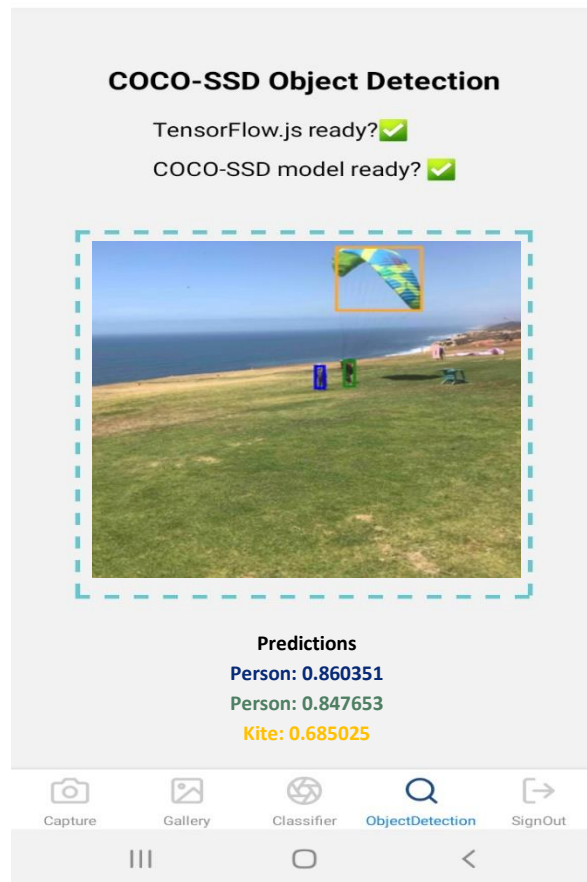 COCO-SSD Object Detection
TensorFlow.js ready?✅
COCO-SSD model ready? ✅
Predictions
Person: 0.860351
Person: 0.847653
Kite: 0.685025
Capture Gallery Classifier ObjectDetection SignOut